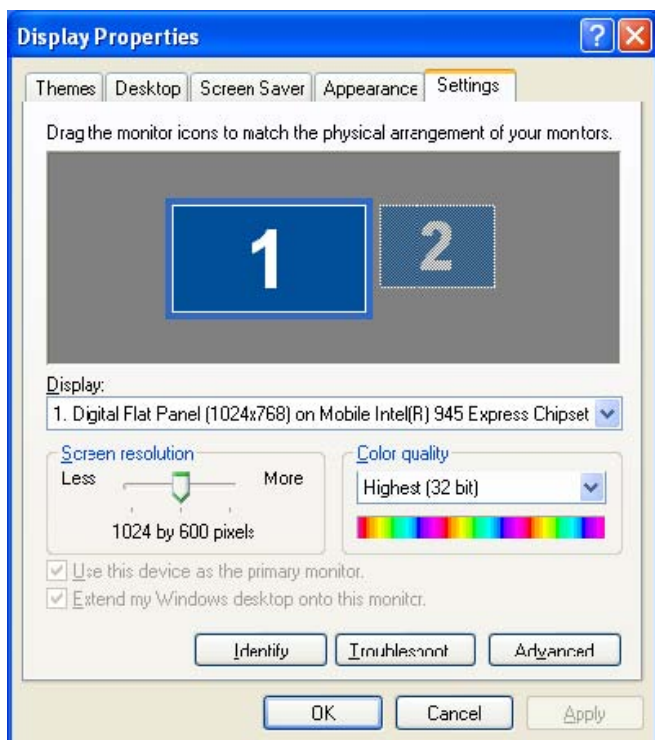 Display Properties
Themes Desktop Screen Saver Appearance Settings
Drag the monitor icons to match the physical arrangement of your montors.
1 2
Display:
1. Digital Flat Panel (1024x768) on Mobile Intel(R) 945 Express Chipset
Screen resolution
Less More
1024 by 600 pixels
Color quality
Highest (32 bit)
Use this device as the primary monitor.
Extend my Windows desktop onto this monitor.
Identify Troubleshoot Advanced
OK Cancel Apply